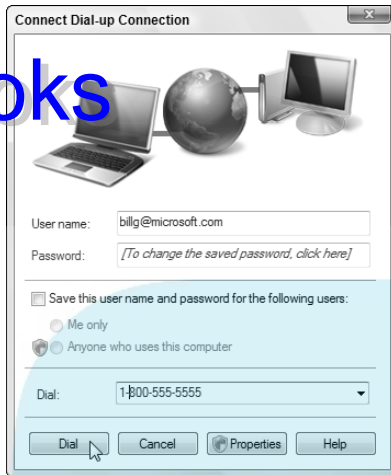 Connect Dial-up Connection
oks
User name: billg@microsoft.com
Password: [To change the saved password, click here]
Save this user name and password for the following users:
Me only
Anyone who uses this computer
Dial: 1-800-555-5555
Dial Cancel Properties Help